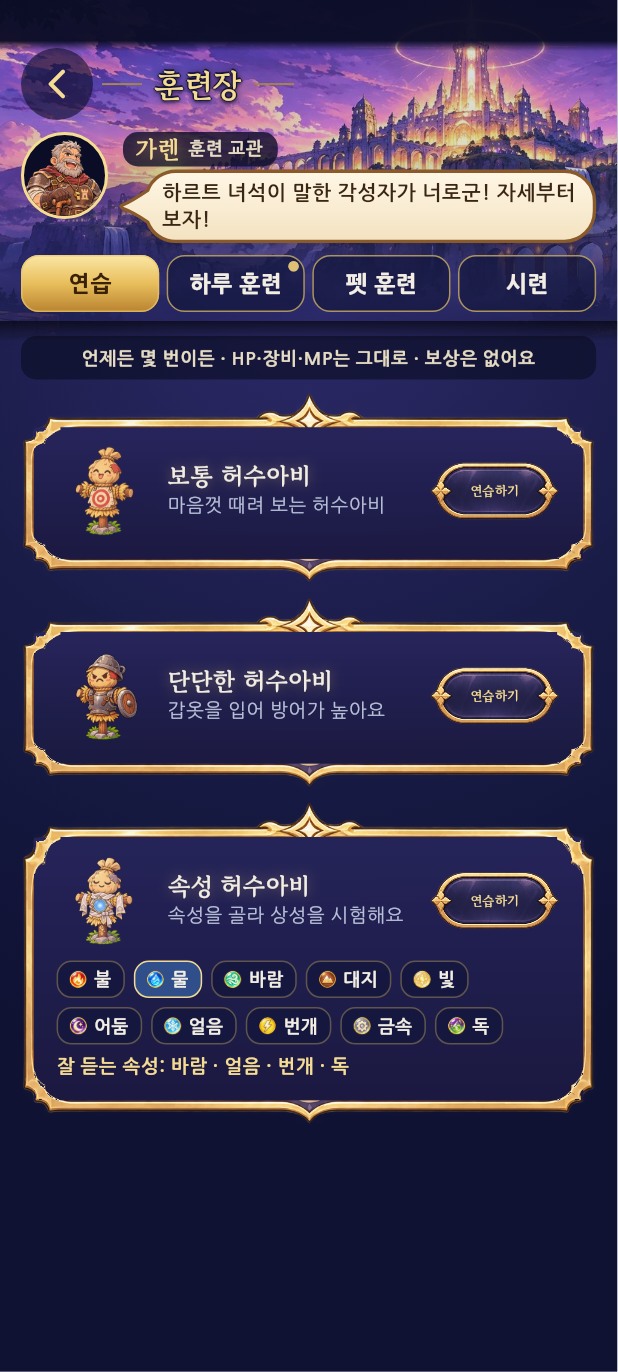 훈련장
가렌 훈련 교관
하르트 녀석이 말한 각성자가 너로군! 자세부터
보자!
연습
하루 훈련
펫 훈련
시련
언제든 몇 번이든 · HP·장비·MP는 그대로 · 보상은 없어요
보통 허수아비
마음껏 때려 보는 허수아비
연습하기
단단한 허수아비
갑옷을 입어 방어가 높아요
연습하기
속성 허수아비
속성을 골라 상성을 시험해요
연습하기
불 물 바람 대지 빛
어둠 얼음 번개 금속 독
잘 듣는 속성: 바람 · 얼음 · 번개 · 독